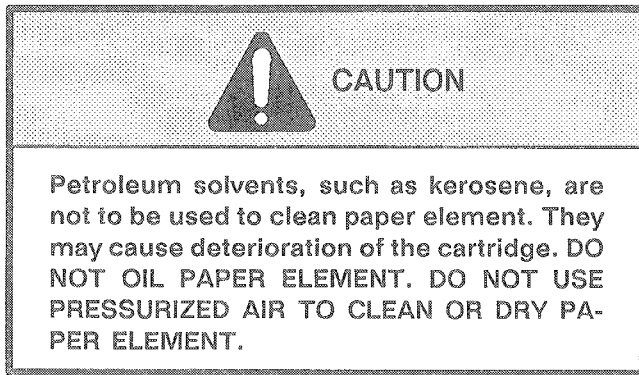 CAUTION
Petroleum solvents, such as kerosene, are
not to be used to clean paper element. They
may cause deterioration of the cartridge. DO
NOT OIL PAPER ELEMENT. DO NOT USE
PRESSURIZED AIR TO CLEAN OR DRY PA-
PER ELEMENT.